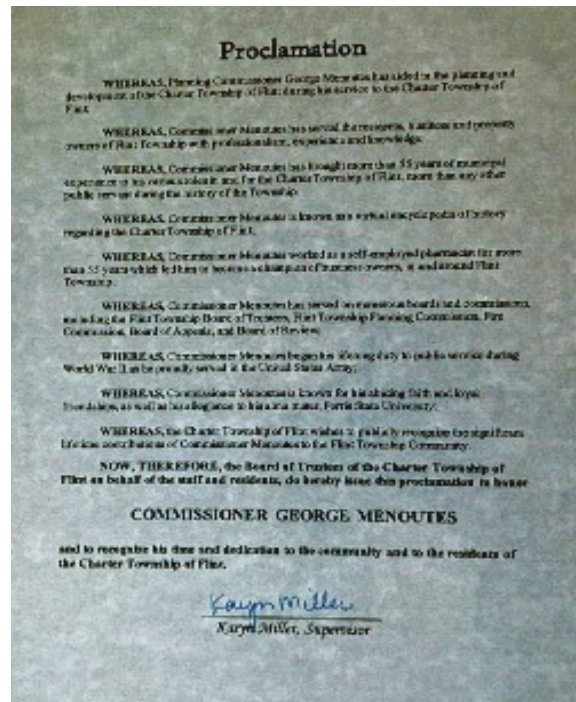 Proclamation
WHEREAS, Planning Commissioner George Menoutes has aided in the planning and
development of the Charter Township of Flint during his service to the Charter Township of
Flint;
WHEREAS, Commissioner Menoutes has served the residents, business and property
owners of Flint Township with professionalism, experience and knowledge.
WHEREAS, Commissioner Menoutes has brought more than 55 years of municipal
experience in his various roles in and for the Charter Township of Flint, more than any other
public servant during the history of the Township.
WHEREAS, Commissioner Menoutes is known as a virtual encyclopedia of history
regarding the Charter Township of Flint.
WHEREAS, Commissioner Menoutes worked as a self-employed pharmacist for more
than 55 years which led him to become a champion of business owners, in and around Flint
Township.
WHEREAS, Commissioner Menoutes has served on numerous boards and commissions,
including the Flint Township Board of Trustees, Flint Township Planning Commission, Fire
Commission, Board of Appeals, and Board of Review;
WHEREAS, Commissioner Menoutes began his lifelong duty to public service during
World War II as he proudly served in the United States Army;
WHEREAS, Commissioner Menoutes is known for his abiding faith and loyal
friendships, as well as his allegiance to his alma mater, Ferris State University;
WHEREAS, the Charter Township of Flint wishes to publicly recognize the significant
lifetime contributions of Commissioner Menoutes to the Flint Township Community.
NOW, THEREFORE, the Board of Trustees of the Charter Township of
Flint on behalf of the staff and residents, do hereby issue this proclamation to honor
COMMISSIONER GEORGE MENOUTES
and to recognize his time and dedication to the community and to the residents of
the Charter Township of Flint.
Karyn Miller
Karyn Miller, Supervisor